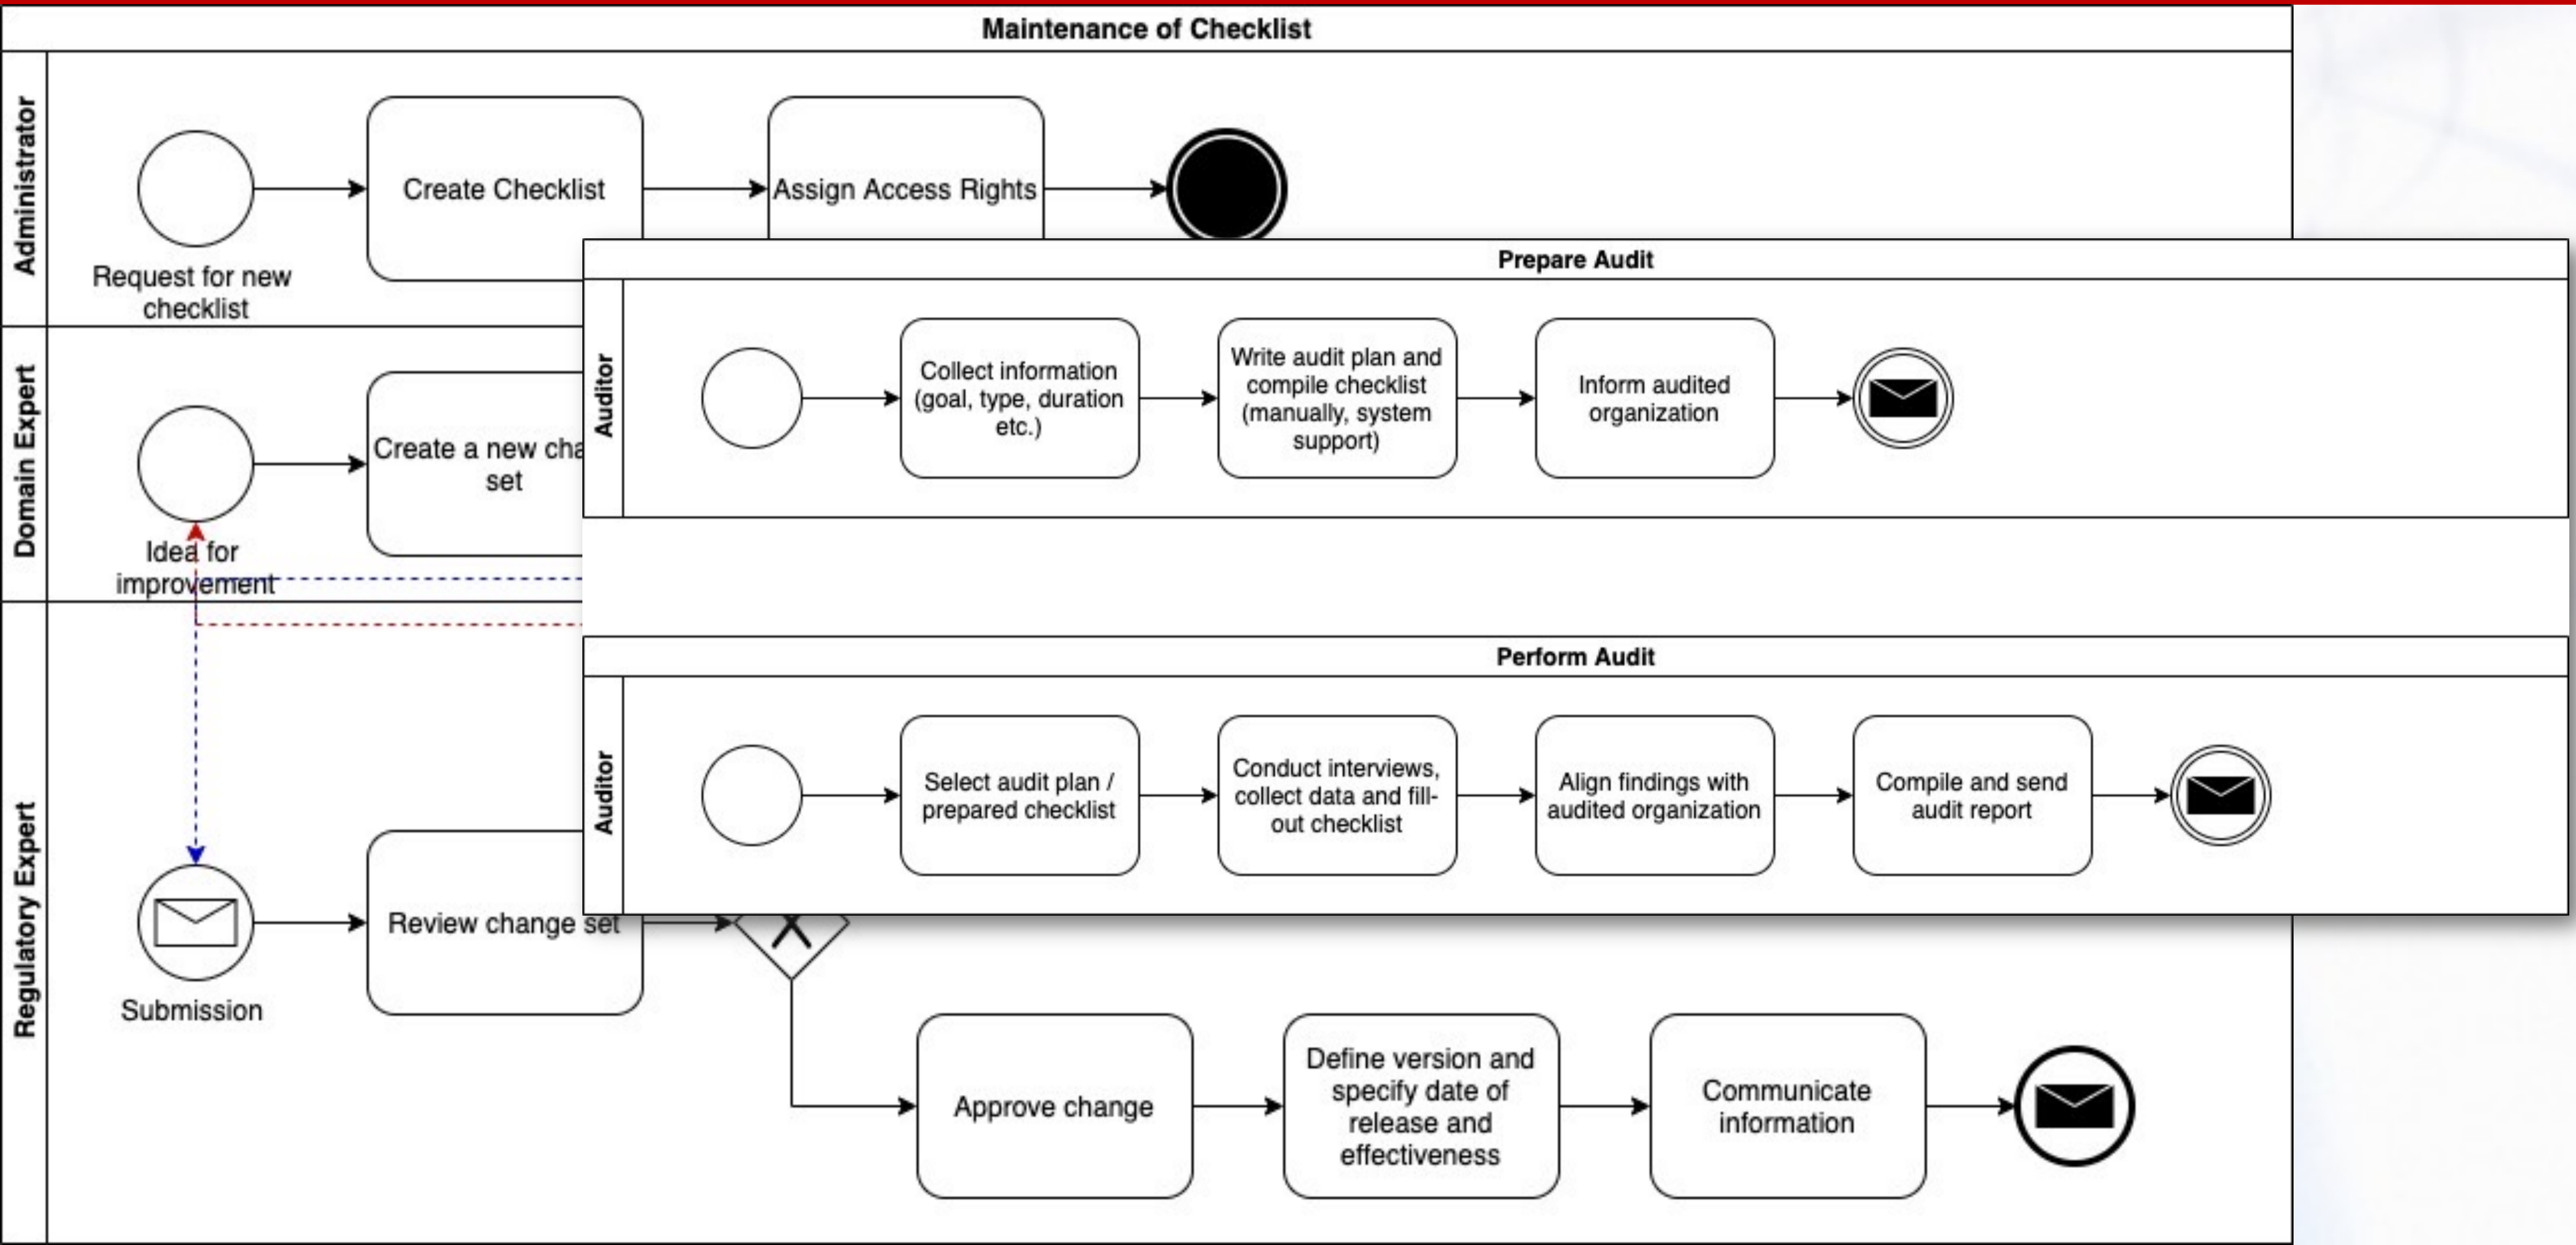 Maintenance of Checklist
Administrator
Create Checklist
Assign Access Rights
Request for new
checklist
Domain Expert
Create a new
set
Idea for
improvement
Regulatory Expert
Submission
Review change set
X
Approve change
Define version and
specify date of
release and
effectiveness
Communicate
information
Prepare Audit
Auditor
Collect information
(goal, type, duration
etc.)
Write audit plan and
compile checklist
(manually, system
support)
Inform audited
organization
Perform Audit
Auditor
Select audit plan /
prepared checklist
Conduct interviews,
collect data and fill-
out checklist
Align findings with
audited organization
Compile and send
audit report